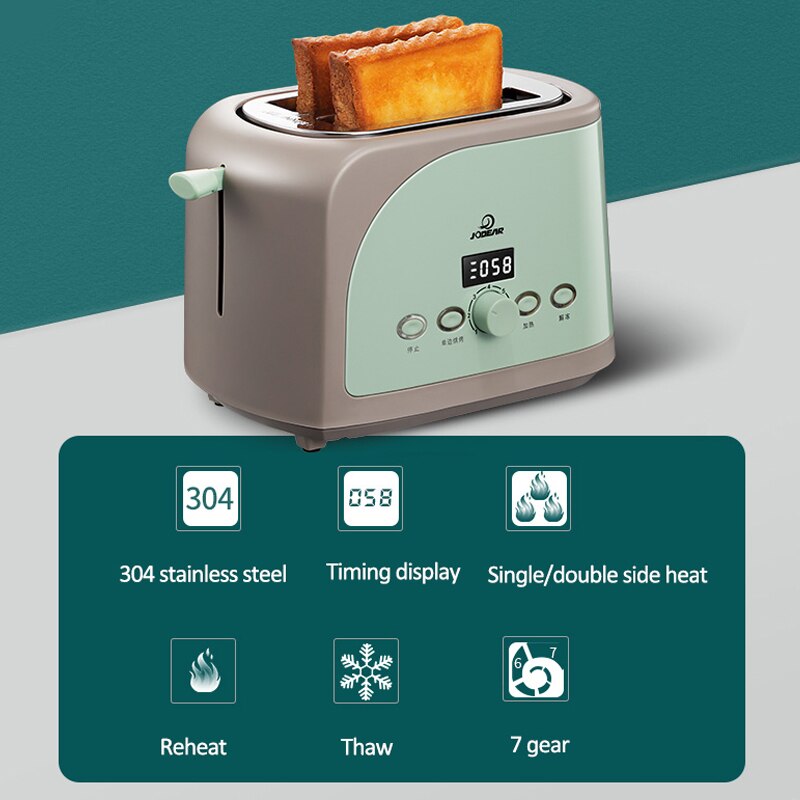 JODEAR
058
停止
单边烘烤
加热
解冻
304
058
304 stainless steel
Timing display
Single/double side heat
6 7
Reheat
Thaw
7 gear